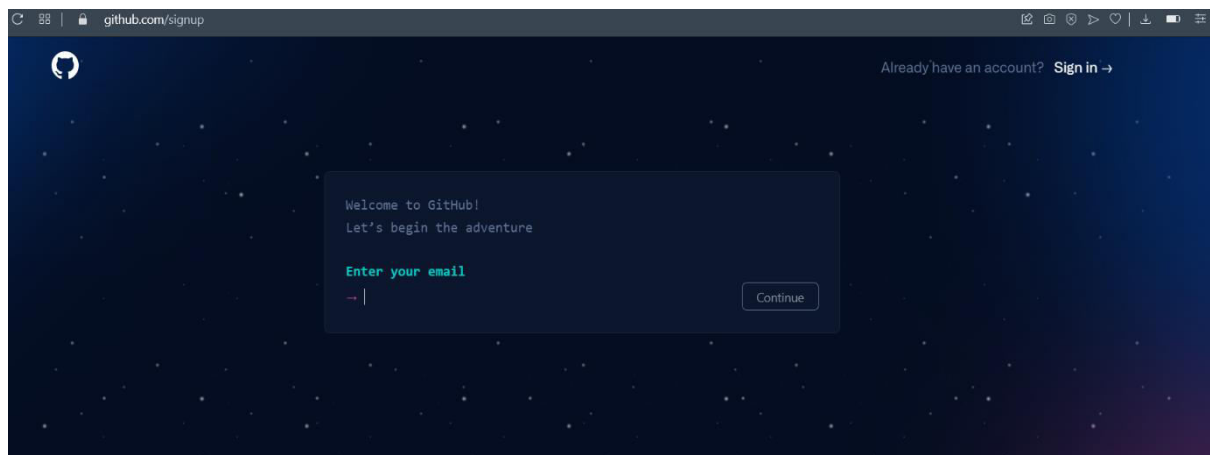 github.com/signup
Already have an account? Sign in →
Welcome to GitHub!
Let's begin the adventure
Enter your email
→
Continue